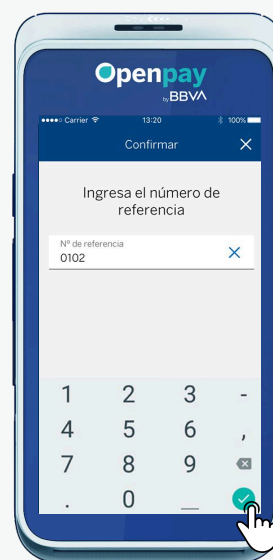 Openpay
by BBVA
Carrier 13:20 100%
Confirmar
Ingresa el número de
referencia
Nº de referencia
0102
1 2 3 -
4 5 6 ,
7 8 9
. 0 _